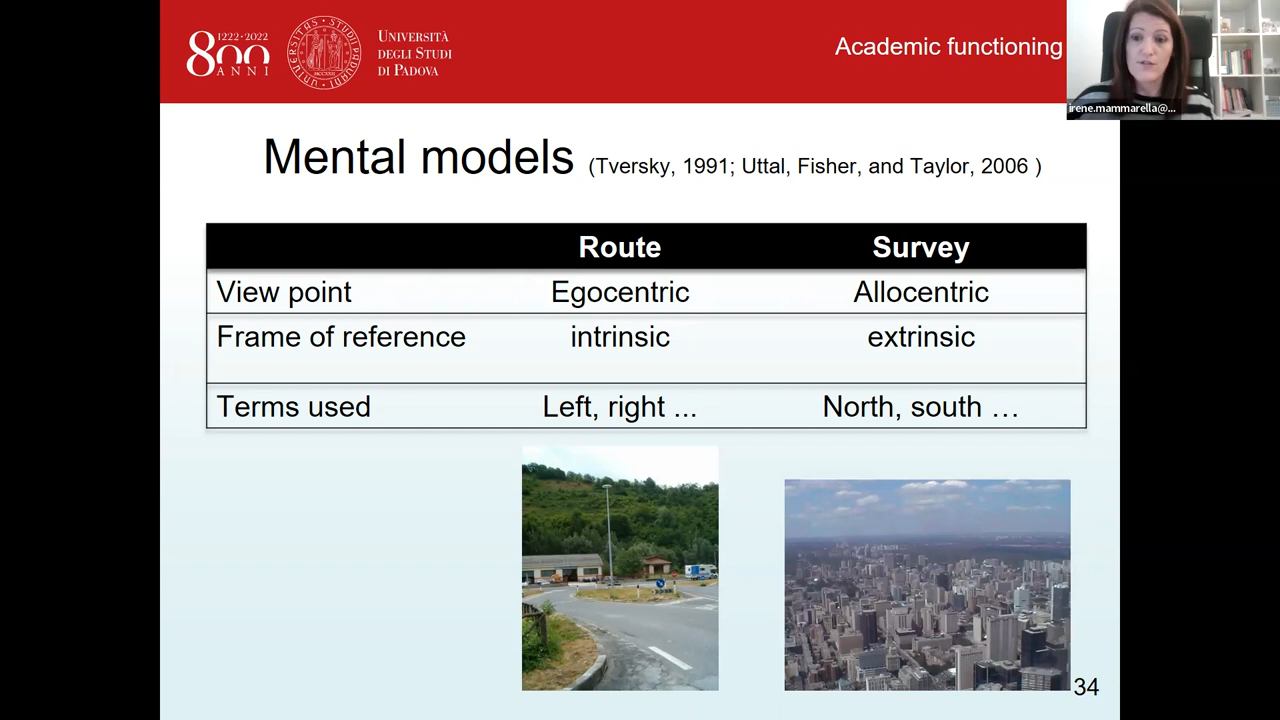 1222·2022
800
ANNI
UNIVERSITÀ
DEGLI STUDI
DI PADOVA
Academic functioning
irene.mammarella@...
Mental models (Tversky, 1991; Uttal, Fisher, and Taylor, 2006 )
Route Survey
View point Egocentric Allocentric
Frame of reference intrinsic extrinsic
Terms used Left, right ... North, south …
34